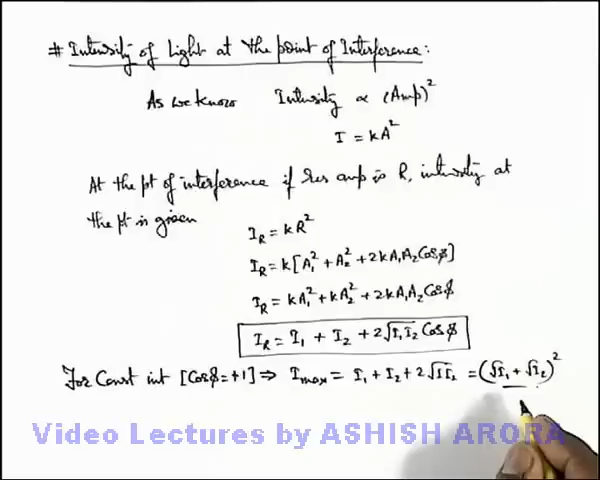 # Intensity of Light at the point of Interference:
As we know Intensity ∝ (Amp)²
I = kA²
At the pt of interference if res amp is R, intensity at
the pt is given
I_R = kR²
I_R = k[A₁² + A₂² + 2kA₁A₂Cosφ]
I_R = kA₁² + kA₂² + 2kA₁A₂Cosφ
I_R = I₁ + I₂ + 2√I₁I₂ Cosφ
For Const int [Cosφ=+1] ⇒ I_max = I₁ + I₂ + 2√I I₂ = (√I₁ + √I₂)²
Video Lectures by ASHISH ARORA